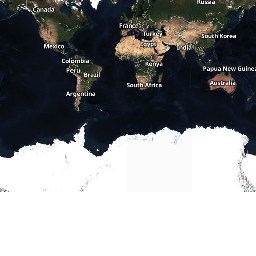 Russia
Canada
France
Turkey
South Korea
Mexico
Egypt
India
Colombia
Kenya
Peru
Papua New Guinea
Brazil
Australia
South Africa
Argentina